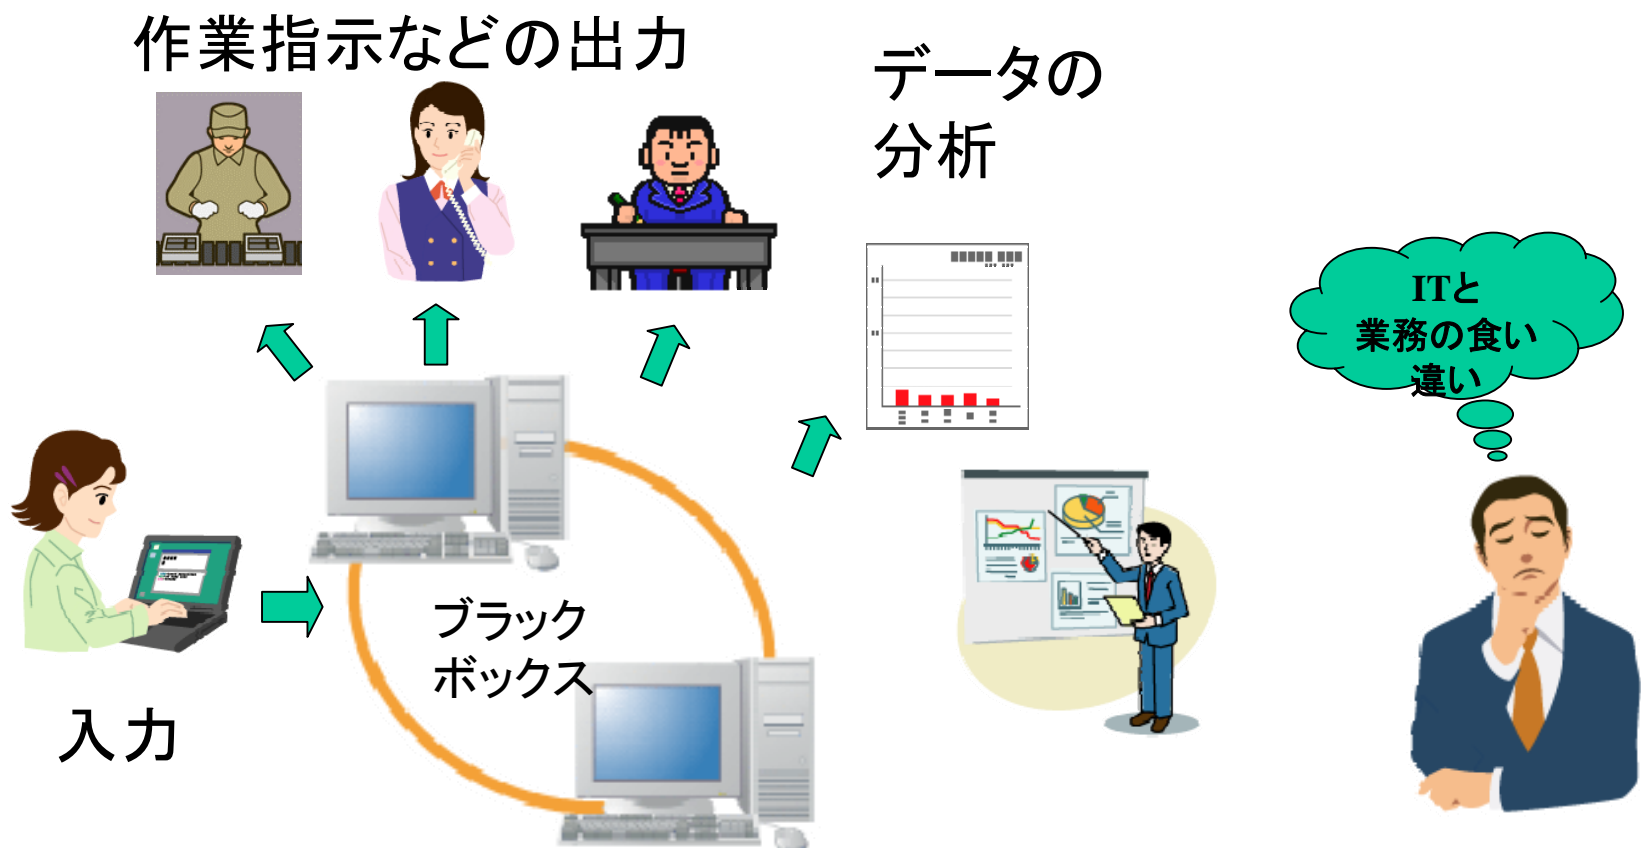 作業指示などの出力
データの
分析
ITと
業務の食い
違い
ブラック
ボックス
入力